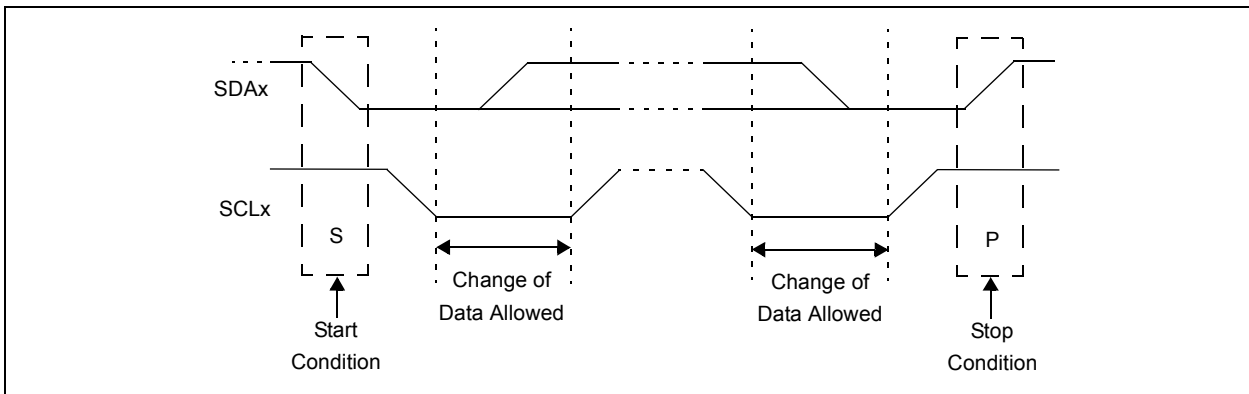 SDAx
SCLx
S
P
Change of
Data Allowed
Change of
Data Allowed
Start
Condition
Stop
Condition